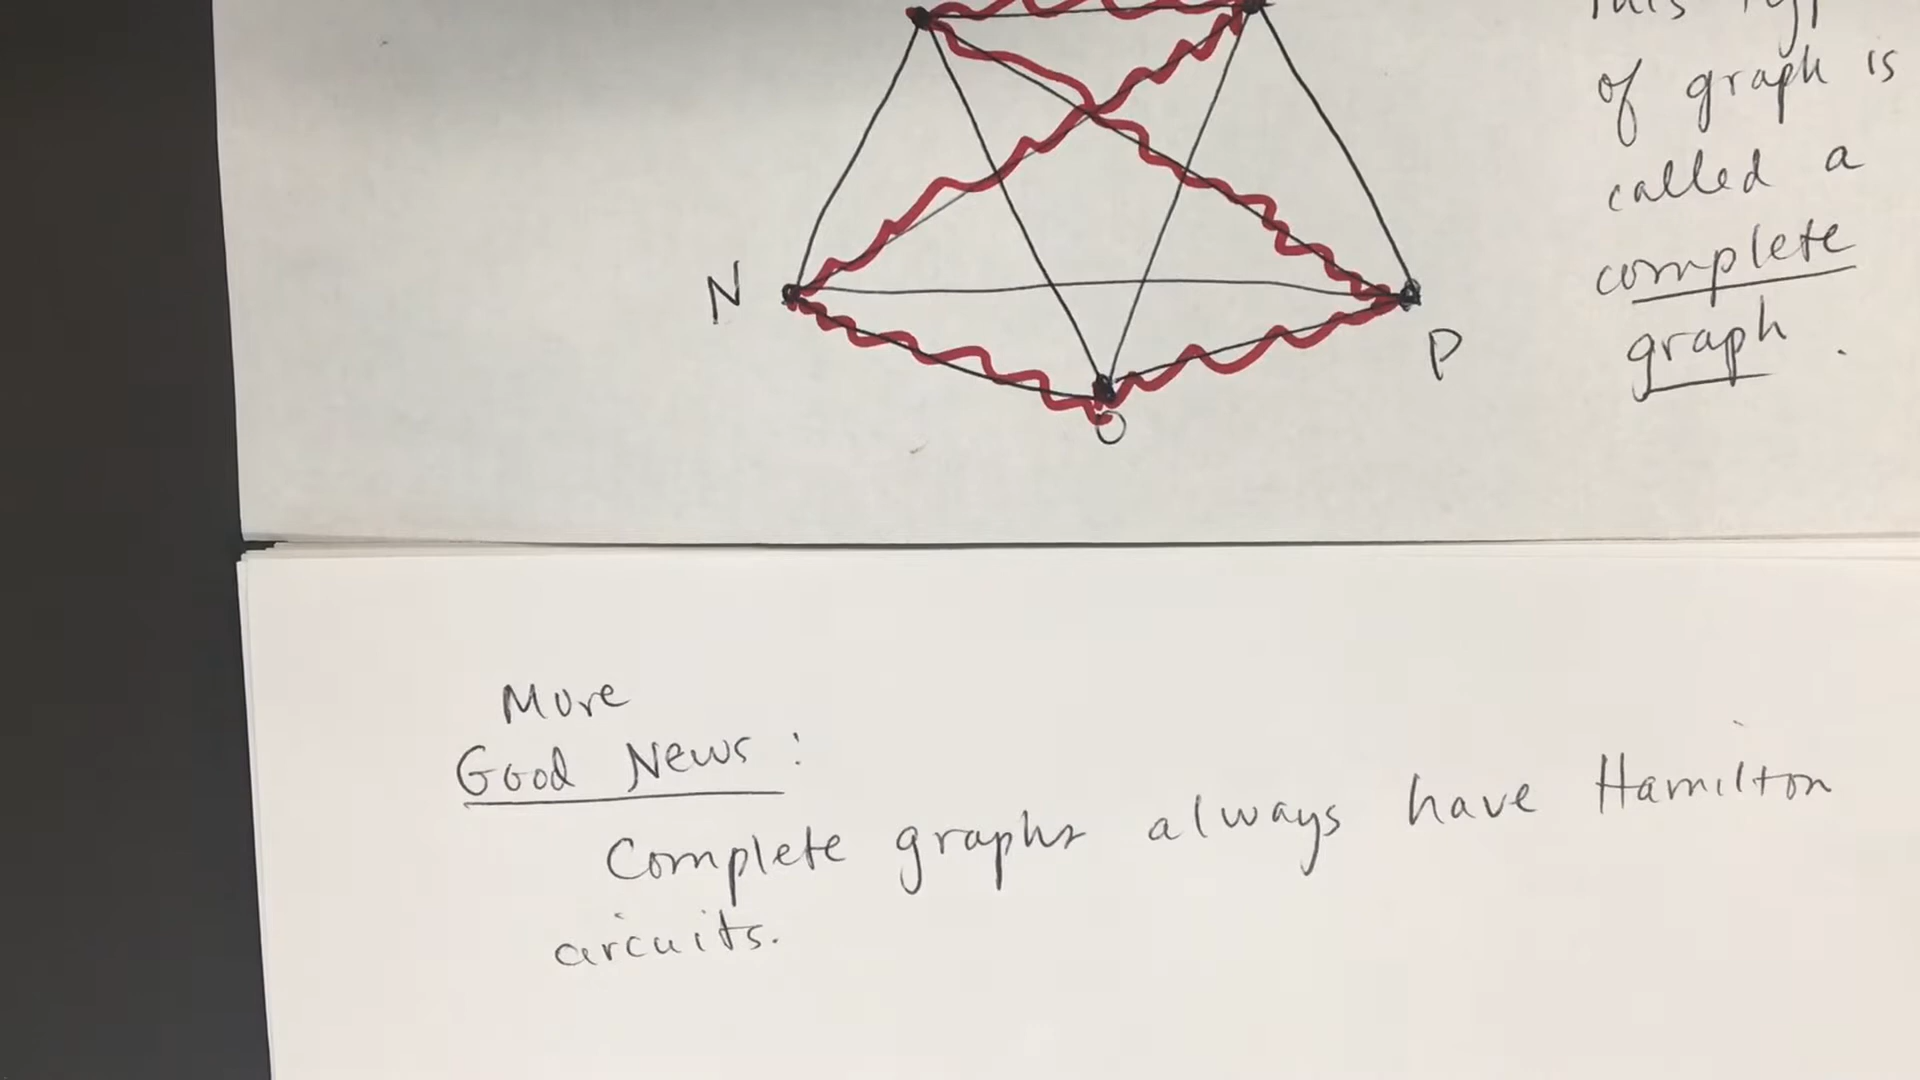 of graph is
called a
complete
graph.
N
P
O
More
Good News:
Complete graphs always have Hamilton
circuits.